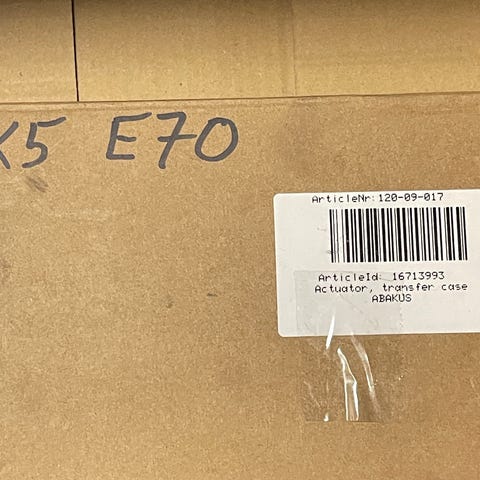 X5 E70
ArticleNr: 120-09-017
ArticleId: 16713993
Actuator, transfer case
ABAKUS